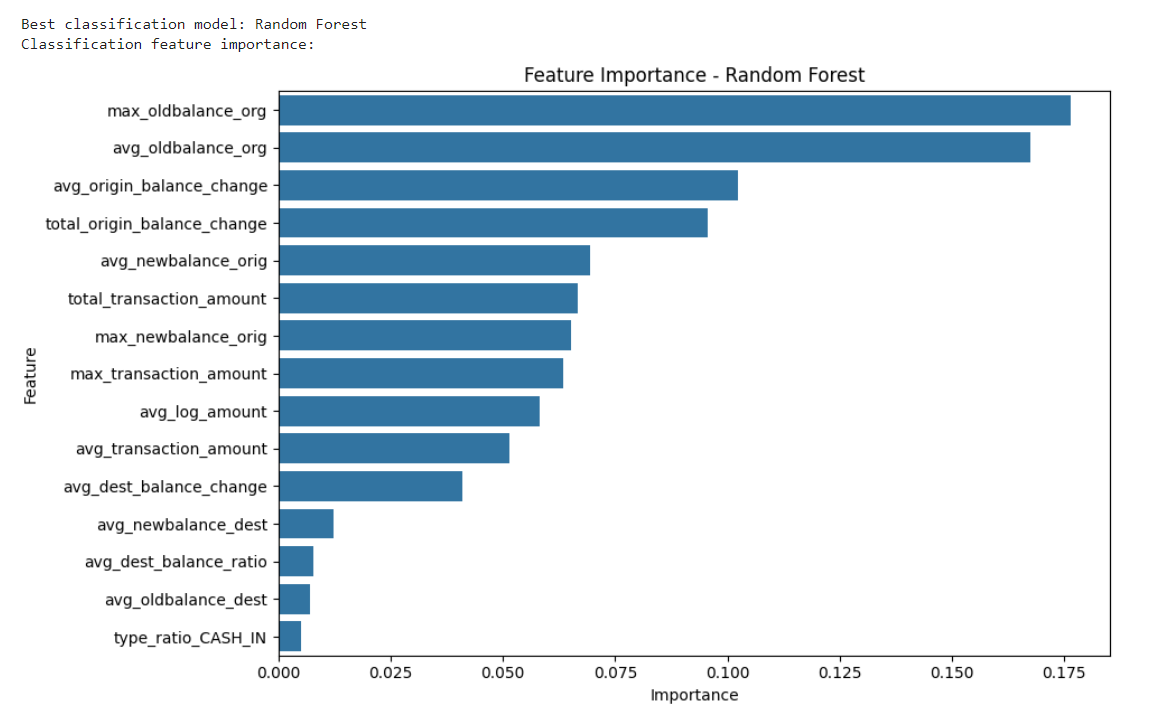 Best classification model: Random Forest
Classification feature importance:
Feature Importance - Random Forest
max_oldbalance_org
avg_oldbalance_org
avg_origin_balance_change
total_origin_balance_change
avg_newbalance_orig
total_transaction_amount
max_newbalance_orig
max_transaction_amount
avg_log_amount
avg_transaction_amount
avg_dest_balance_change
avg_newbalance_dest
avg_dest_balance_ratio
avg_oldbalance_dest
type_ratio_CASH_IN
Feature
0.000 0.025 0.050 0.075 0.100 0.125 0.150 0.175
Importance